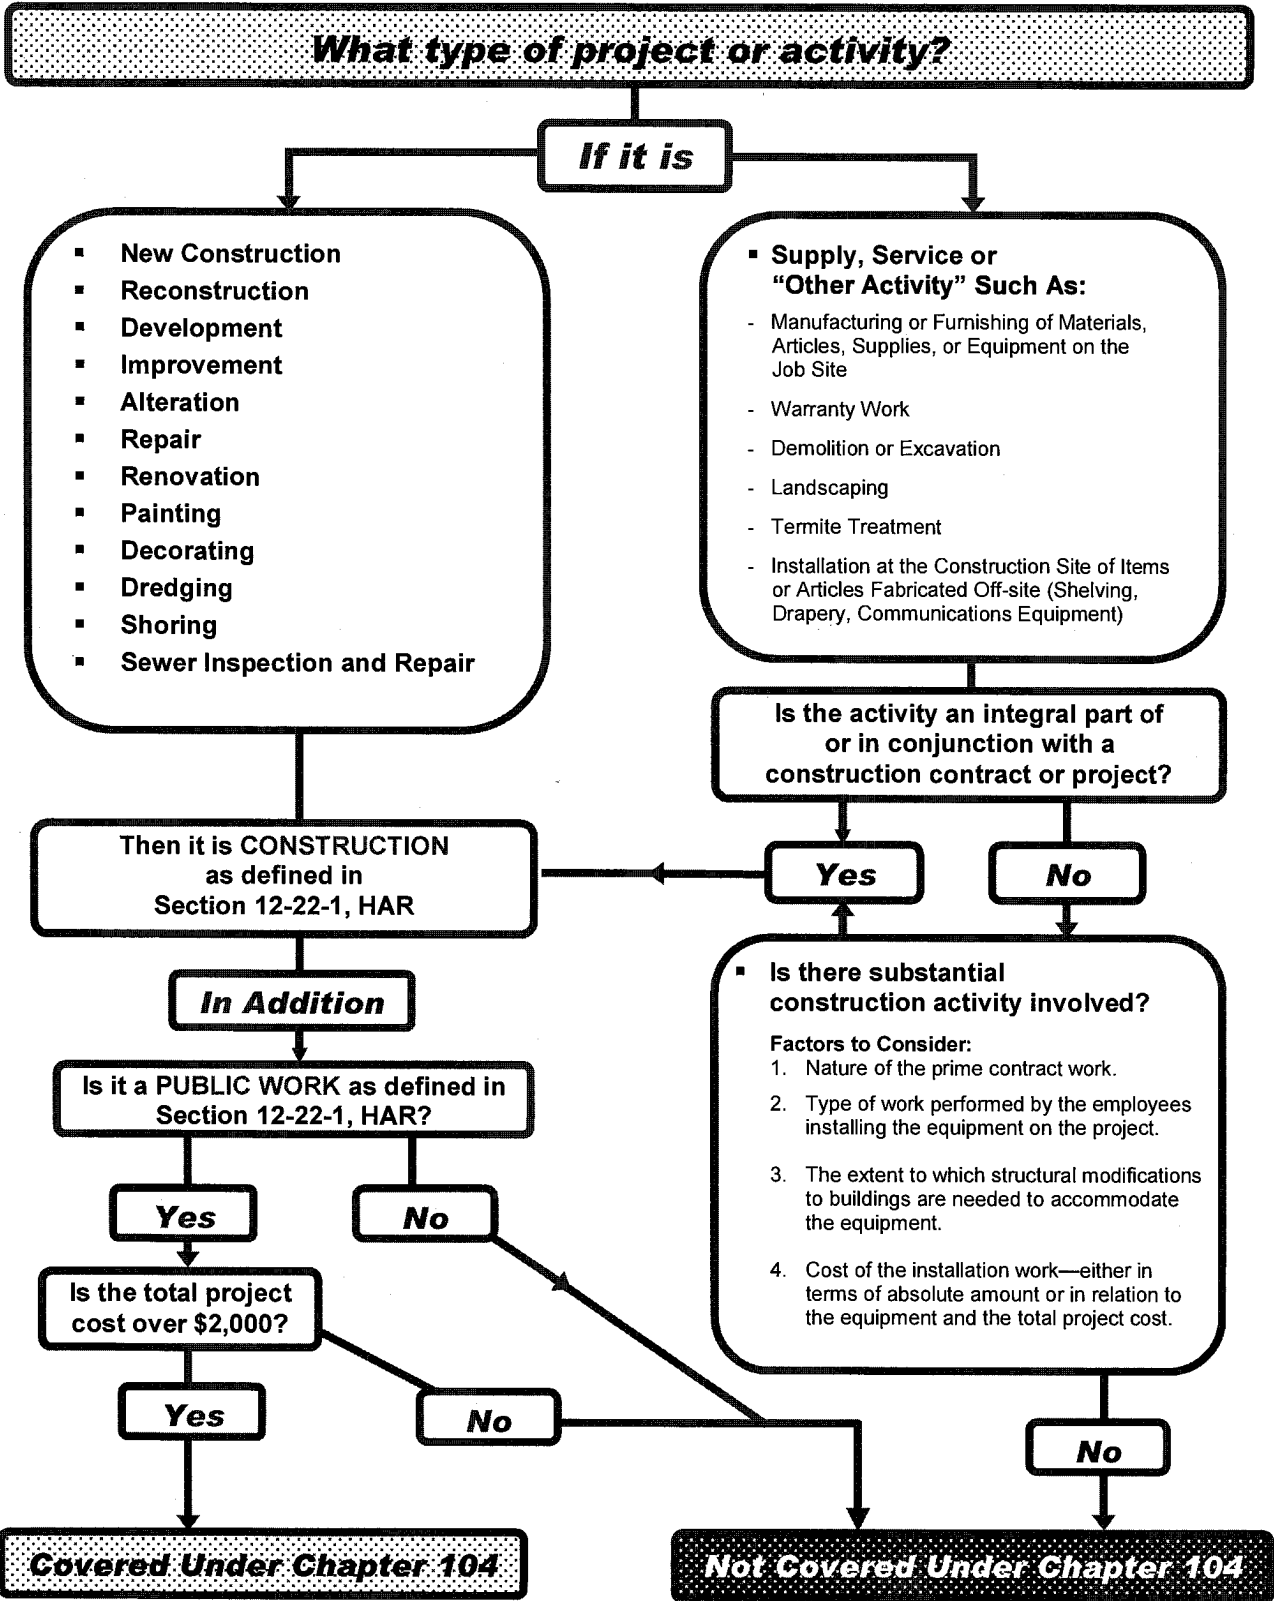 What type of project or activity?
If it is
▪ New Construction
▪ Reconstruction
▪ Development
▪ Improvement
▪ Alteration
▪ Repair
▪ Renovation
▪ Painting
▪ Decorating
▪ Dredging
▪ Shoring
▪ Sewer Inspection and Repair
▪ Supply, Service or
“Other Activity” Such As:
- Manufacturing or Furnishing of Materials,
Articles, Supplies, or Equipment on the
Job Site
- Warranty Work
- Demolition or Excavation
- Landscaping
- Termite Treatment
- Installation at the Construction Site of Items
or Articles Fabricated Off-site (Shelving,
Drapery, Communications Equipment)
Is the activity an integral part of
or in conjunction with a
construction contract or project?
Yes
No
Then it is CONSTRUCTION
as defined in
Section 12-22-1, HAR
In Addition
Is it a PUBLIC WORK as defined in
Section 12-22-1, HAR?
Yes
No
Is the total project
cost over $2,000?
Yes
No
▪ Is there substantial
construction activity involved?
Factors to Consider:
1. Nature of the prime contract work.
2. Type of work performed by the employees
installing the equipment on the project.
3. The extent to which structural modifications
to buildings are needed to accommodate
the equipment.
4. Cost of the installation work—either in
terms of absolute amount or in relation to
the equipment and the total project cost.
No
Covered Under Chapter 104
Not Covered Under Chapter 104